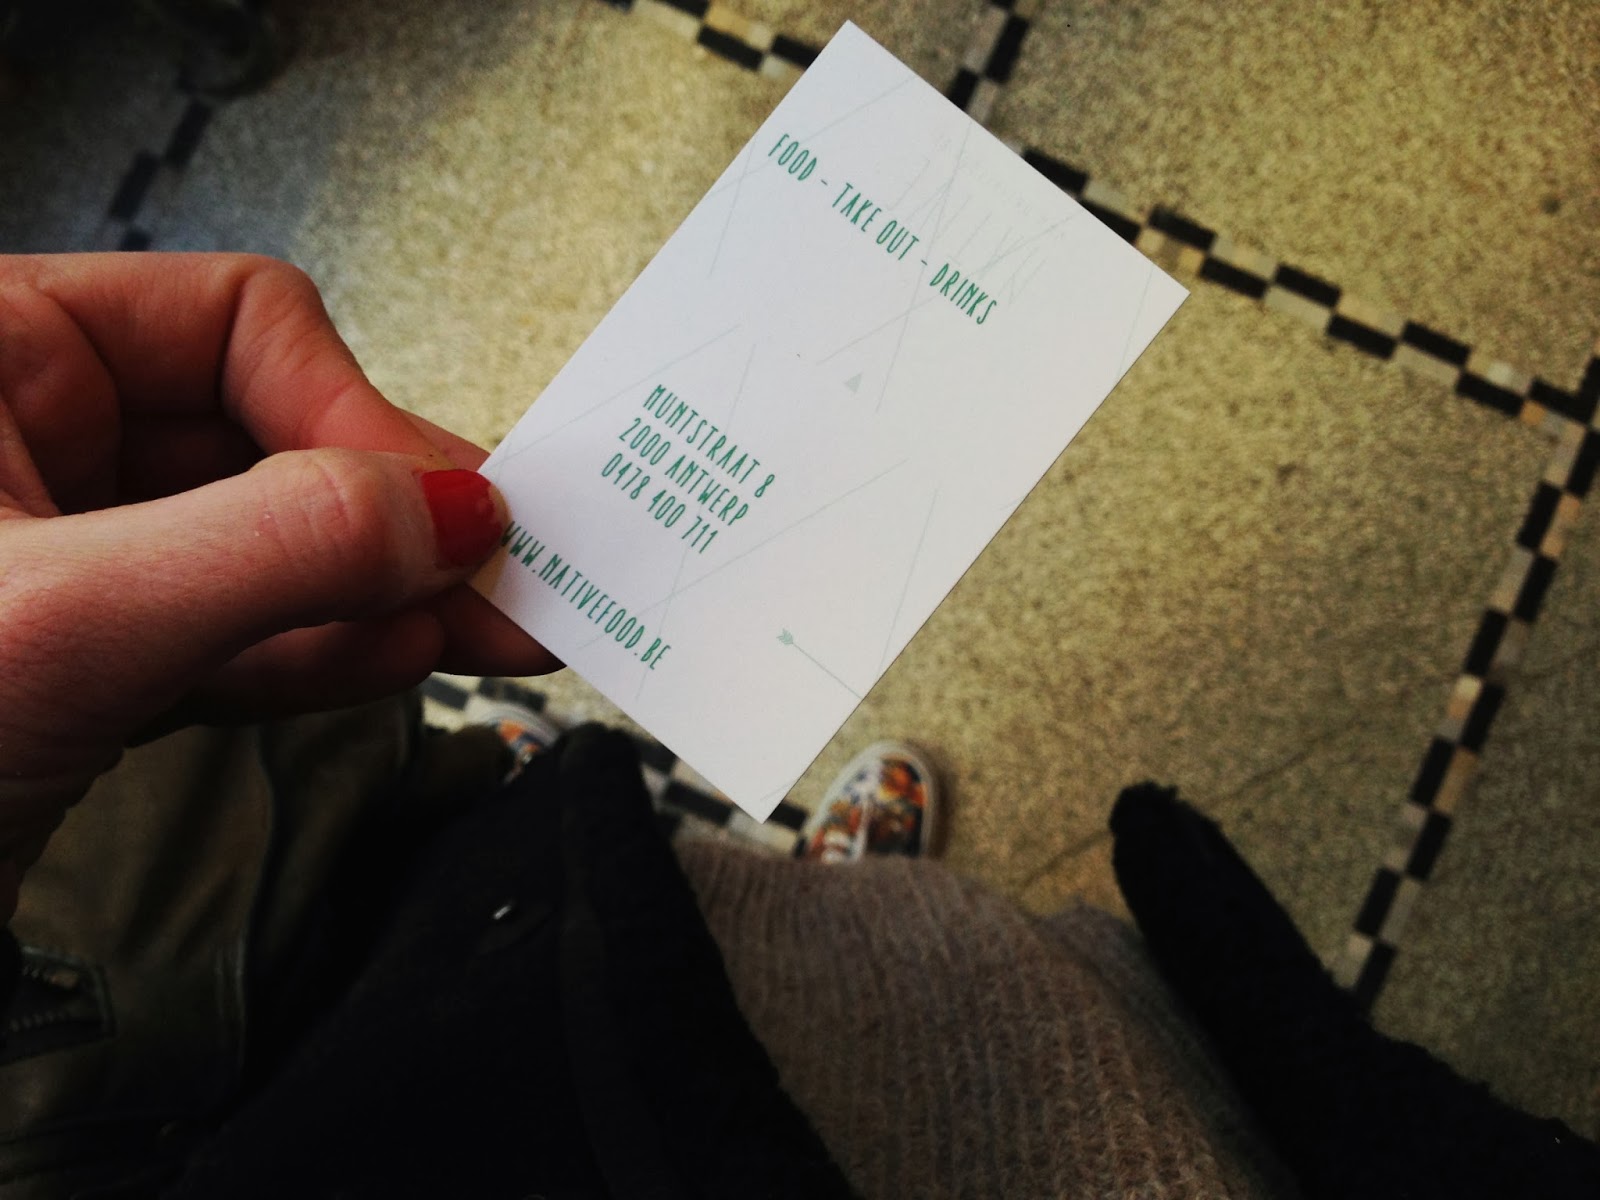 FOOD - TAKE OUT - DRINKS
MUNTSTRAAT 8
2000 ANTWERP
0478 400 711
WWW.NATIVEFOOD.BE